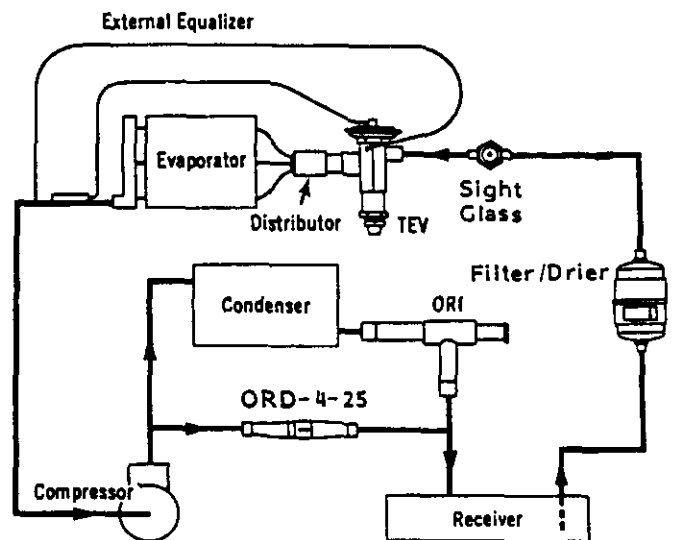 External Equalizer
Evaporator
Distributor
TEV
Sight
Glass
Filter/Drier
Condenser
ORI
ORD-4-25
Compressor
Receiver